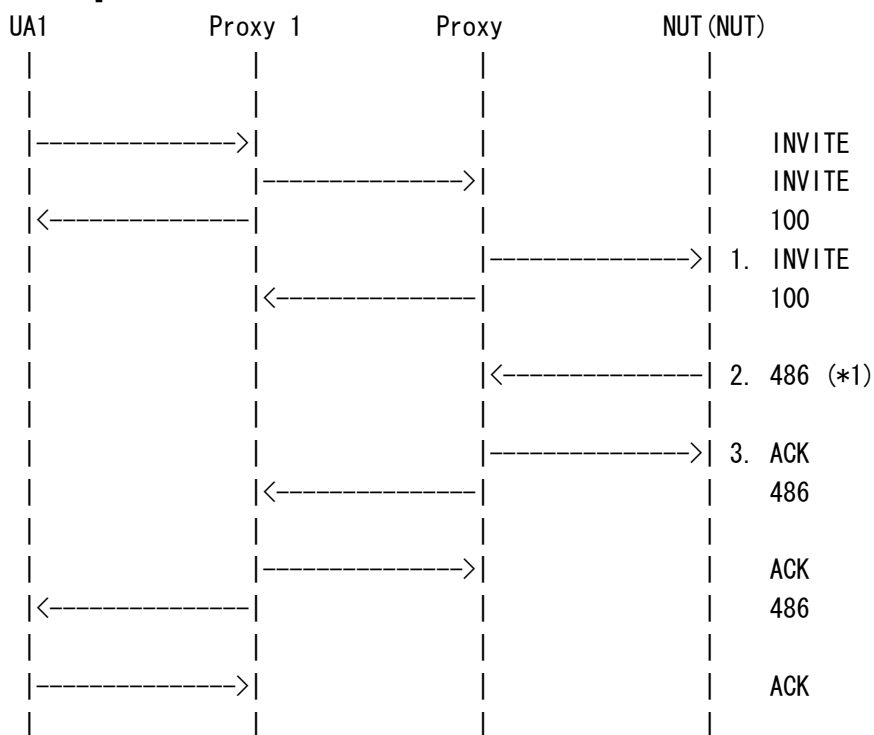 UA1 Proxy 1 Proxy NUT(NUT)
| | | |
| | | |
|--------------->| | | INVITE
| |--------------->| | INVITE
|<---------------| | | 100
| | |--------------->| 1. INVITE
| |<---------------| | 100
| | | |
| | |<---------------| 2. 486 (*1)
| | | |
| | |--------------->| 3. ACK
| |<---------------| | 486
| | | |
| |--------------->| | ACK
|<---------------| | | 486
| | | |
|--------------->| | | ACK
| | | |